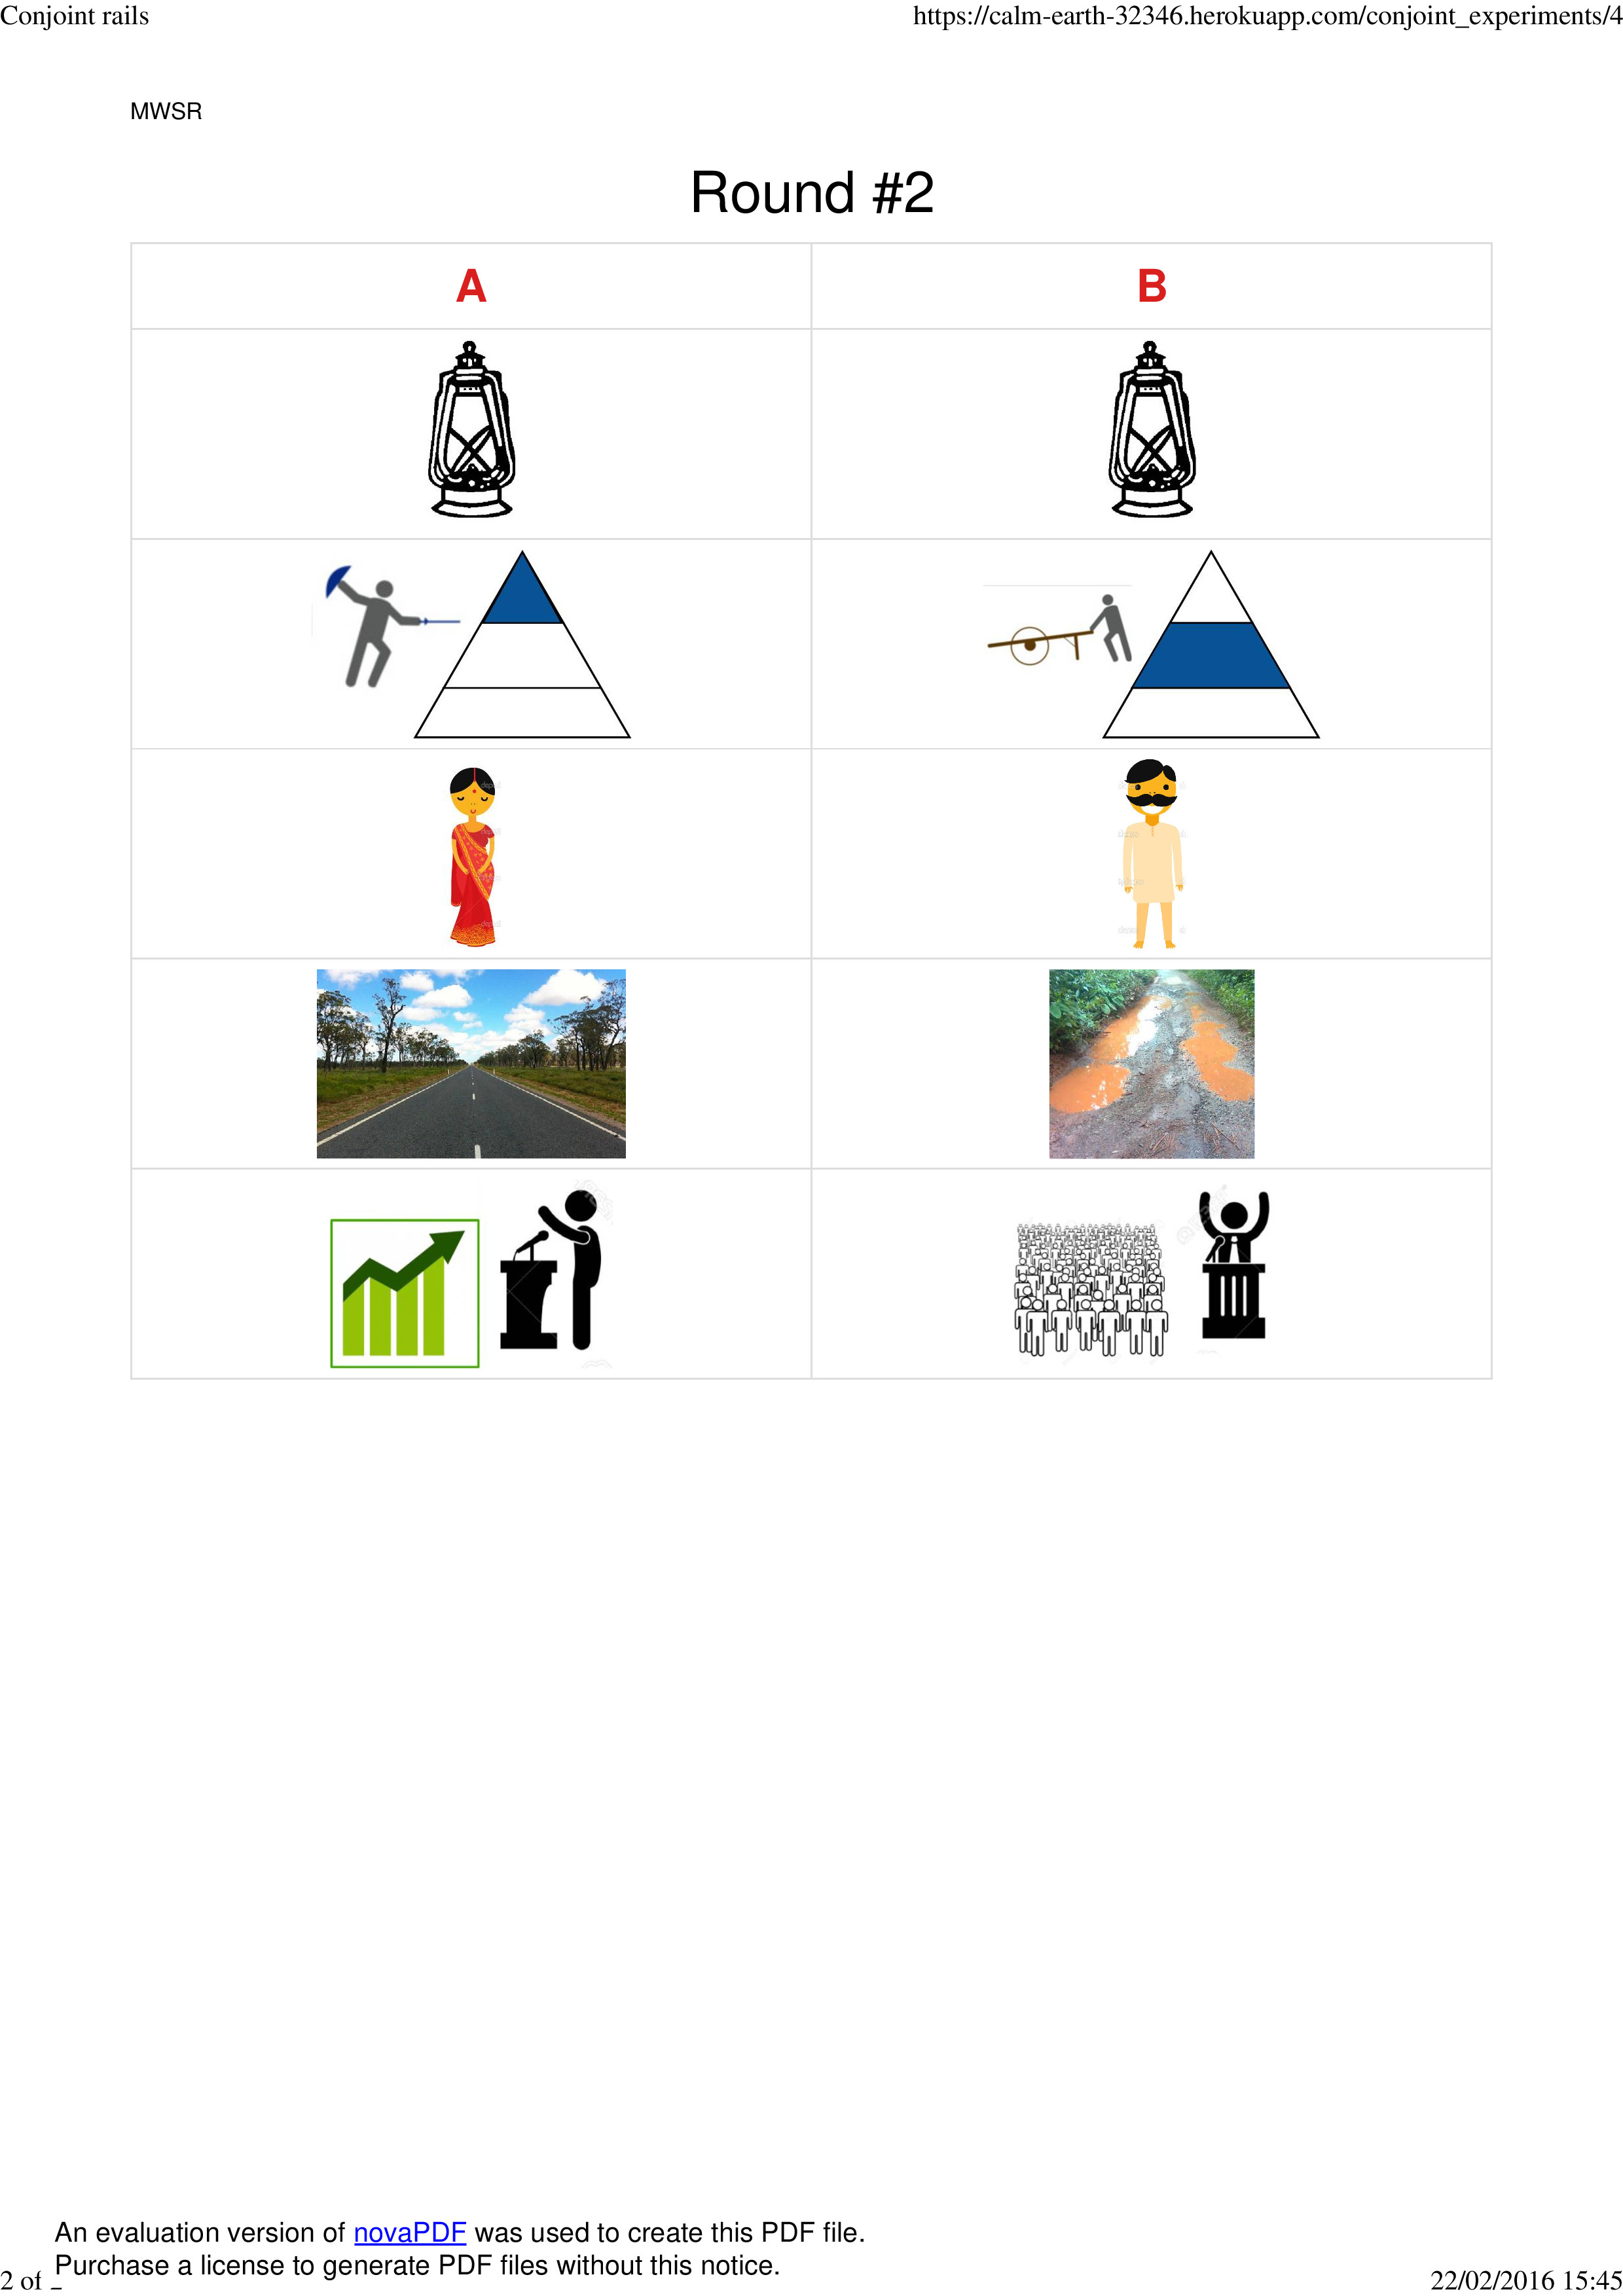 Conjoint rails
https://calm-earth-32346.herokuapp.com/conjoint_experiments/4
MWSR
Round #2
A
B
An evaluation version of novaPDF was used to create this PDF file.
Purchase a license to generate PDF files without this notice.
2 of
22/02/2016 15:45